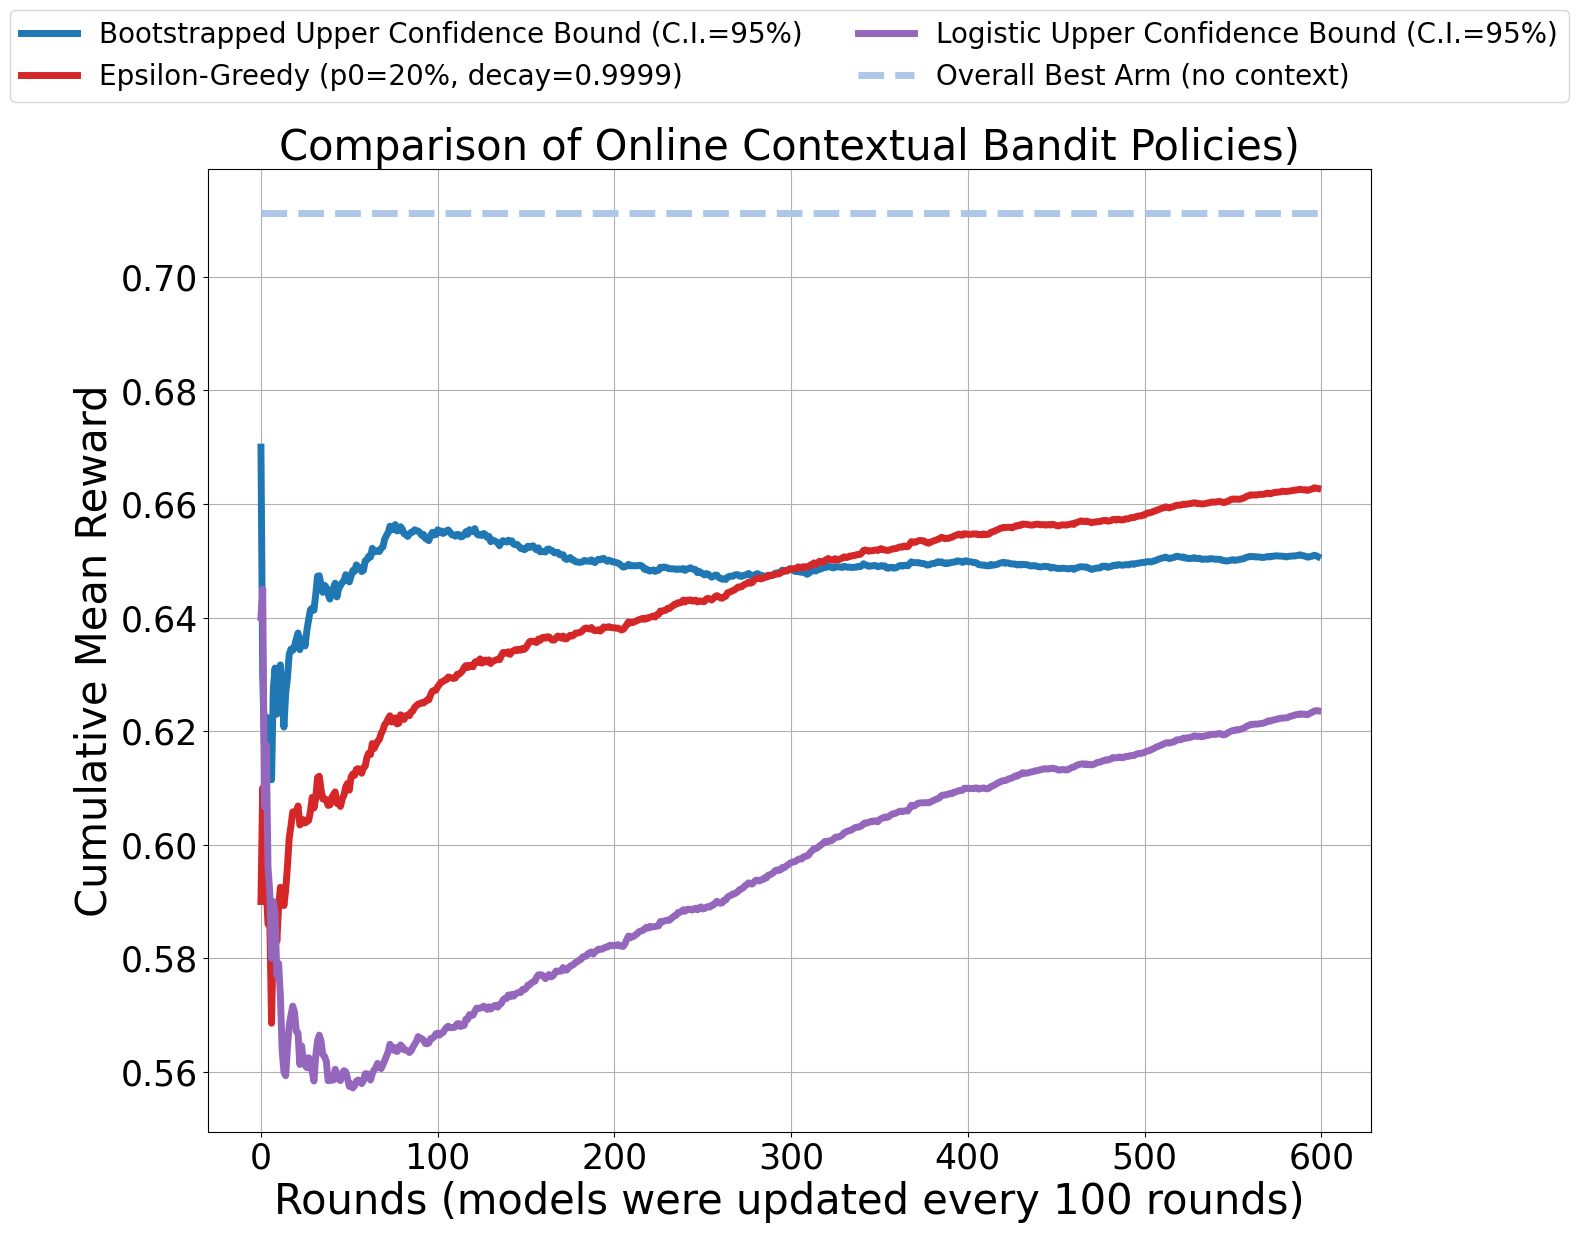 Bootstrapped Upper Confidence Bound (C.I.=95%)
Epsilon-Greedy (p0=20%, decay=0.9999)
Logistic Upper Confidence Bound (C.I.=95%)
Overall Best Arm (no context)
Comparison of Online Contextual Bandit Policies)
Cumulative Mean Reward
0.70
0.68
0.66
0.64
0.62
0.60
0.58
0.56
0 100 200 300 400 500 600
Rounds (models were updated every 100 rounds)